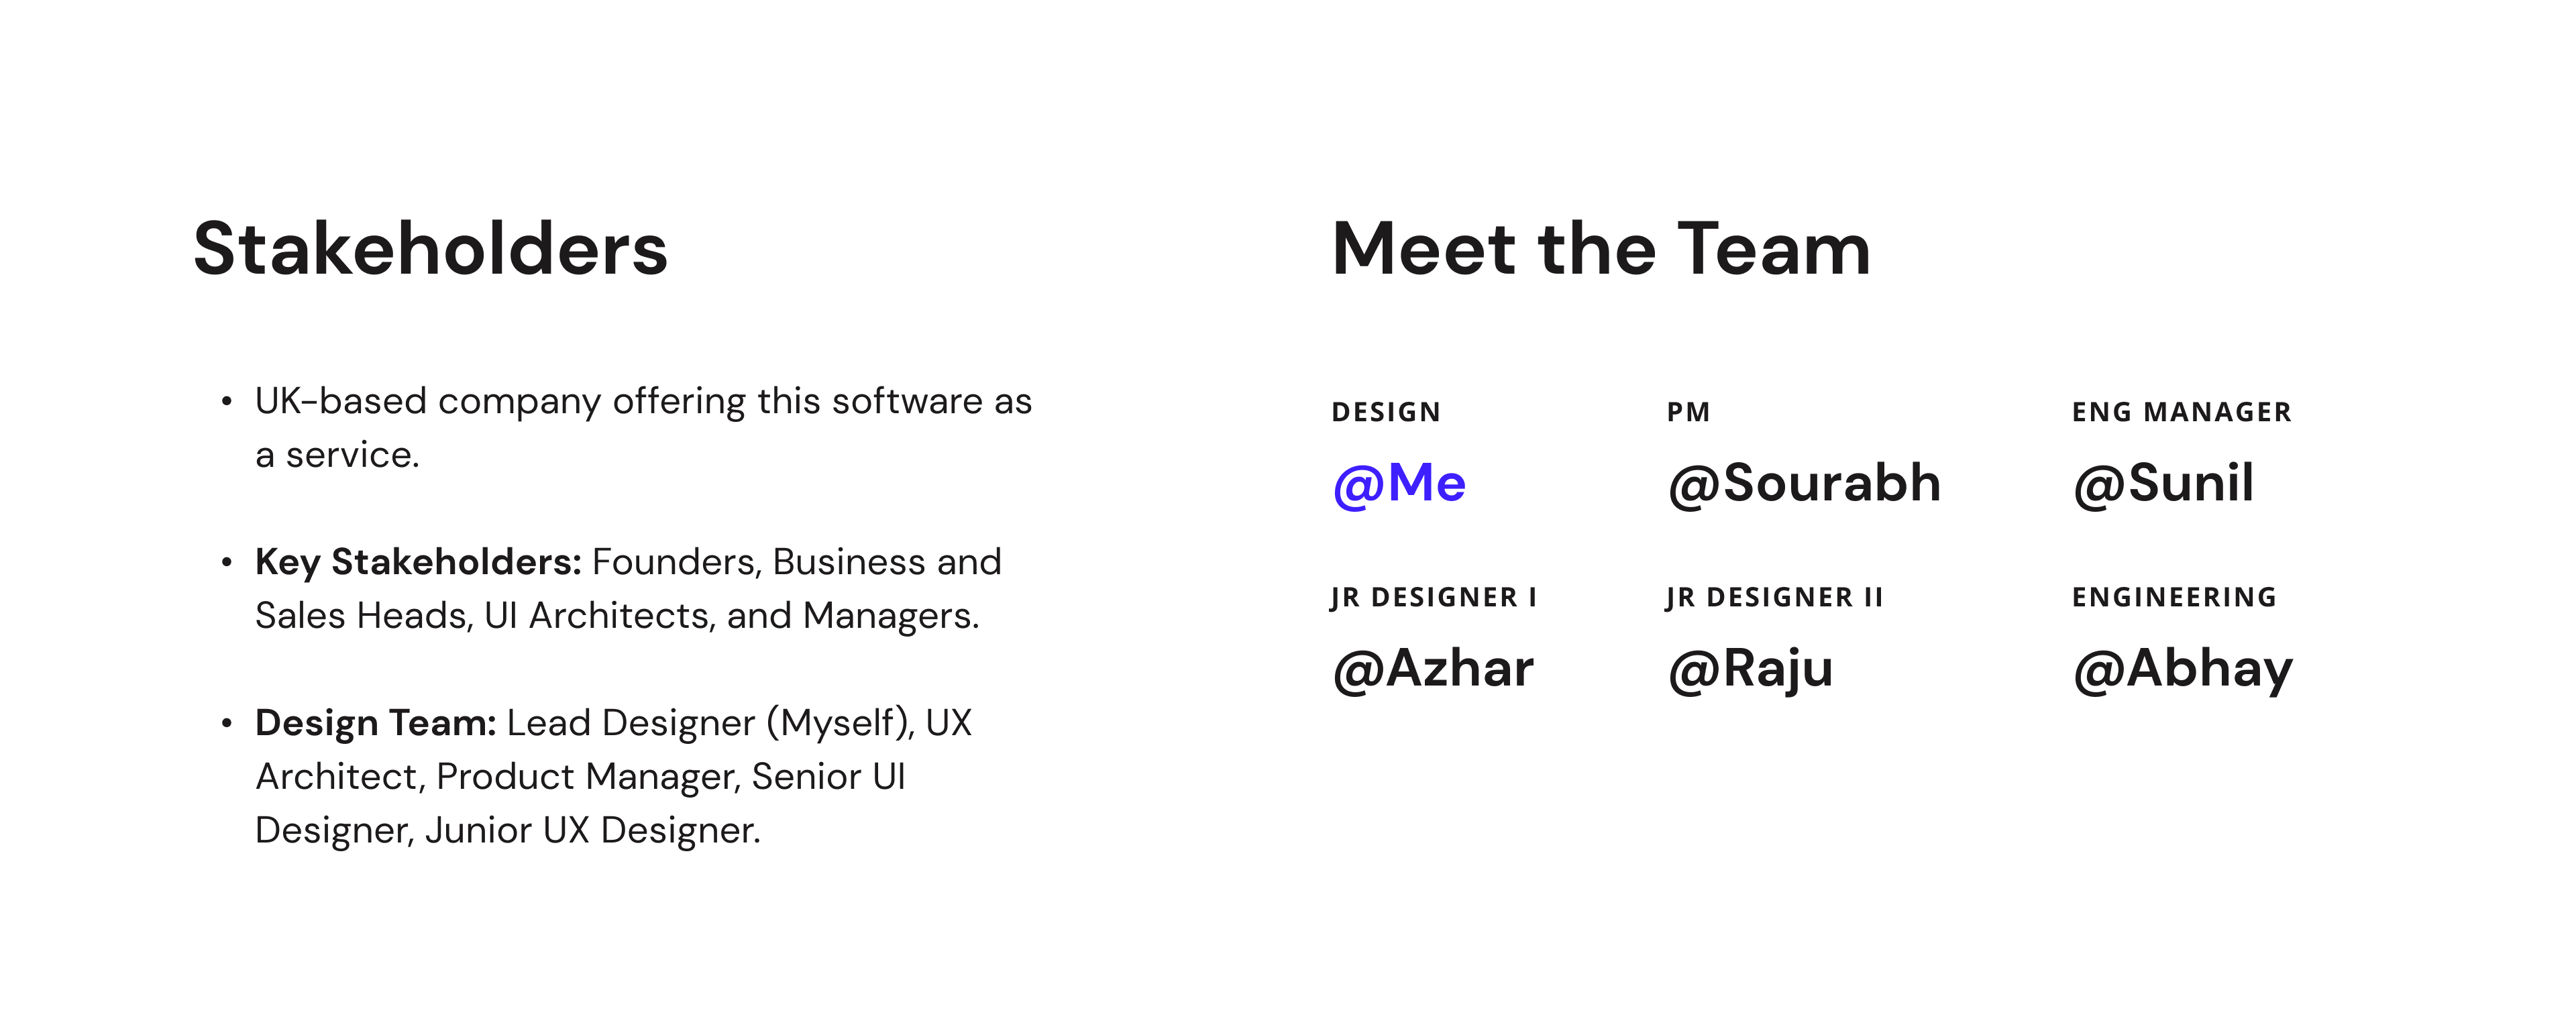 Stakeholders
• UK-based company offering this software as
a service.
• Key Stakeholders: Founders, Business and
Sales Heads, UI Architects, and Managers.
• Design Team: Lead Designer (Myself), UX
Architect, Product Manager, Senior UI
Designer, Junior UX Designer.
Meet the Team
DESIGN PM ENG MANAGER
@Me @Sourabh @Sunil
JR DESIGNER I JR DESIGNER II ENGINEERING
@Azhar @Raju @Abhay